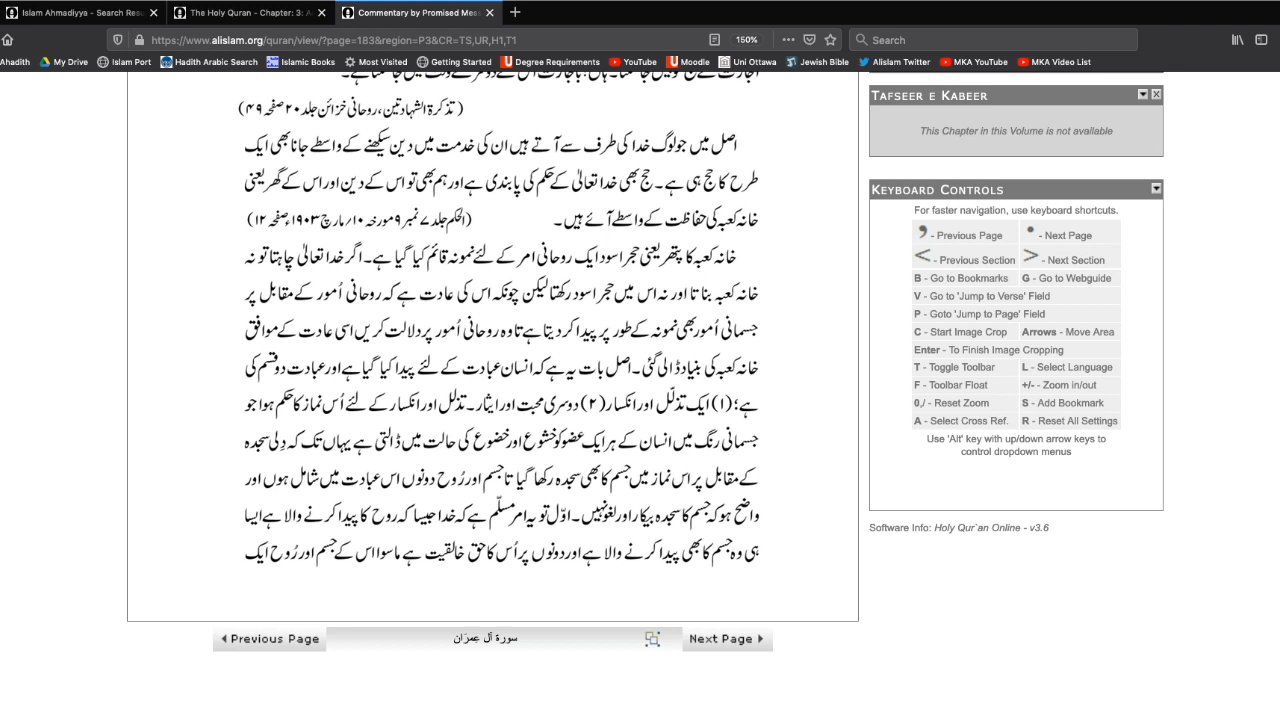 Islam Ahmadiyya - Search Resu
The Holy Quran - Chapter: 3: A
Commentary by Promised Mess
https://www.alislam.org/quran/view/?page=183&region=P3&CR=TS,UR,H1,T1
150%
Search
Ahadith
My Drive
Islam Port
Hadith Arabic Search
Islamic Books
Most Visited
Getting Started
Degree Requirements
YouTube
Moodle
Uni Ottawa
Jewish Bible
Alislam Twitter
MKA YouTube
MKA Video List
(تذکرۃ الشہادتین، روحانی خزائن جلد ۲۰ صفحہ ۴۹)
اصل میں جو لوگ خدا کی طرف سے آتے ہیں ان کی خدمت میں دین سیکھنے کے واسطے جانا بھی ایک
طرح کا حج ہی ہے۔ حج بھی خدا تعالیٰ کے حکم کی پابندی ہے اور ہم بھی تو اس کے دین اور اس کے گھر یعنی
خانہ کعبہ کی حفاظت کے واسطے آئے ہیں۔ (الحکم جلد ۷ نمبر ۹ مورخہ ۱۰؍مارچ ۱۹۰۳ء صفحہ ۱۲)
خانہ کعبہ کا پتھر یعنی حجر اسود ایک روحانی امر کے لئے نمونہ قائم کیا گیا ہے۔ اگر خدا تعالیٰ چاہتا تو نہ
خانہ کعبہ بناتا اور نہ اس میں حجر اسود رکھتا لیکن چونکہ اس کی عادت ہے کہ روحانی اُمور کے مقابل پر
جسمانی اُمور بھی نمونہ کے طور پر پیدا کر دیتا ہے تا وہ روحانی اُمور پر دلالت کریں اسی عادت کے موافق
خانہ کعبہ کی بنیاد ڈالی گئی۔ اصل بات یہ ہے کہ انسان عبادت کے لئے پیدا کیا گیا ہے اور عبادت دو قسم کی
ہے؛ (۱) ایک تذلّل اور انکسار (۲) دوسری محبت اور ایثار۔ تذلل اور انکسار کے لئے اُس نماز کا حکم ہوا جو
جسمانی رنگ میں انسان کے ہر ایک عضو کو خشوع اور خضوع کی حالت میں ڈالتی ہے یہاں تک کہ دِلی سجدہ
کے مقابل پر اس نماز میں جسم کا بھی سجدہ رکھا گیا تا جسم اور رُوح دونوں اس عبادت میں شامل ہوں اور
واضح ہو کہ جسم کا سجدہ بیکار اور لغو نہیں۔ اوّل تو یہ امر مسلّم ہے کہ خدا جیسا کہ روح کا پیدا کرنے والا ہے ایسا
ہی وہ جسم کا بھی پیدا کرنے والا ہے اور دونوں پر اُس کا حق خالقیت ہے ماسوا اس کے جسم اور رُوح ایک
Previous Page
سورة آل عمران
Next Page
TAFSEER E KABEER
This Chapter in this Volume is not available
KEYBOARD CONTROLS
For faster navigation, use keyboard shortcuts.
, - Previous Page
. - Next Page
< - Previous Section
> - Next Section
B - Go to Bookmarks
G - Go to Webguide
V - Go to 'Jump to Verse' Field
P - Goto 'Jump to Page' Field
C - Start Image Crop
Arrows - Move Area
Enter - To Finish Image Cropping
T - Toggle Toolbar
L - Select Language
F - Toolbar Float
+/- - Zoom in/out
0,/ - Reset Zoom
S - Add Bookmark
A - Select Cross Ref.
R - Reset All Settings
Use 'Alt' key with up/down arrow keys to
control dropdown menus
Software Info: Holy Qur`an Online - v3.6